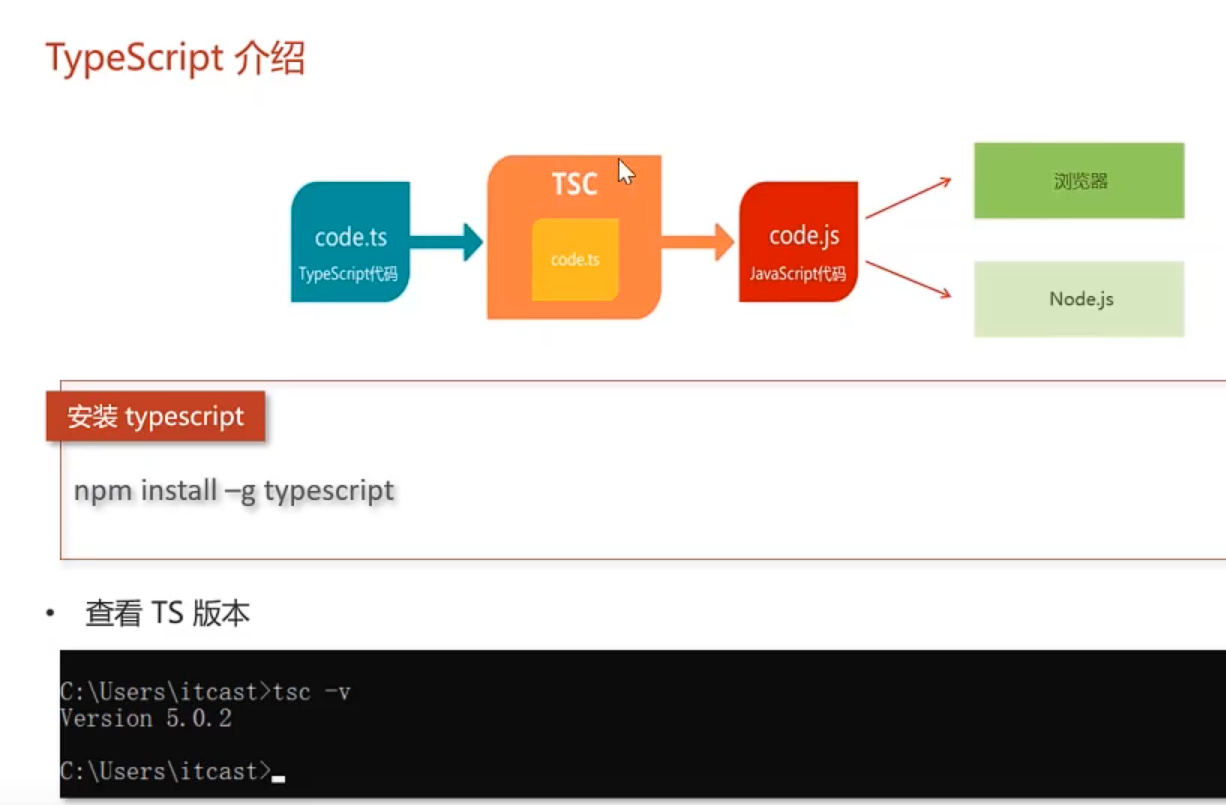 TypeScript 介绍
TSC
code.ts
TypeScript代码
code.ts
code.js
JavaScript代码
浏览器
Node.js
安装 typescript
npm install –g typescript
• 查看 TS 版本
C:\Users\itcast>tsc -v
Version 5.0.2
C:\Users\itcast>_